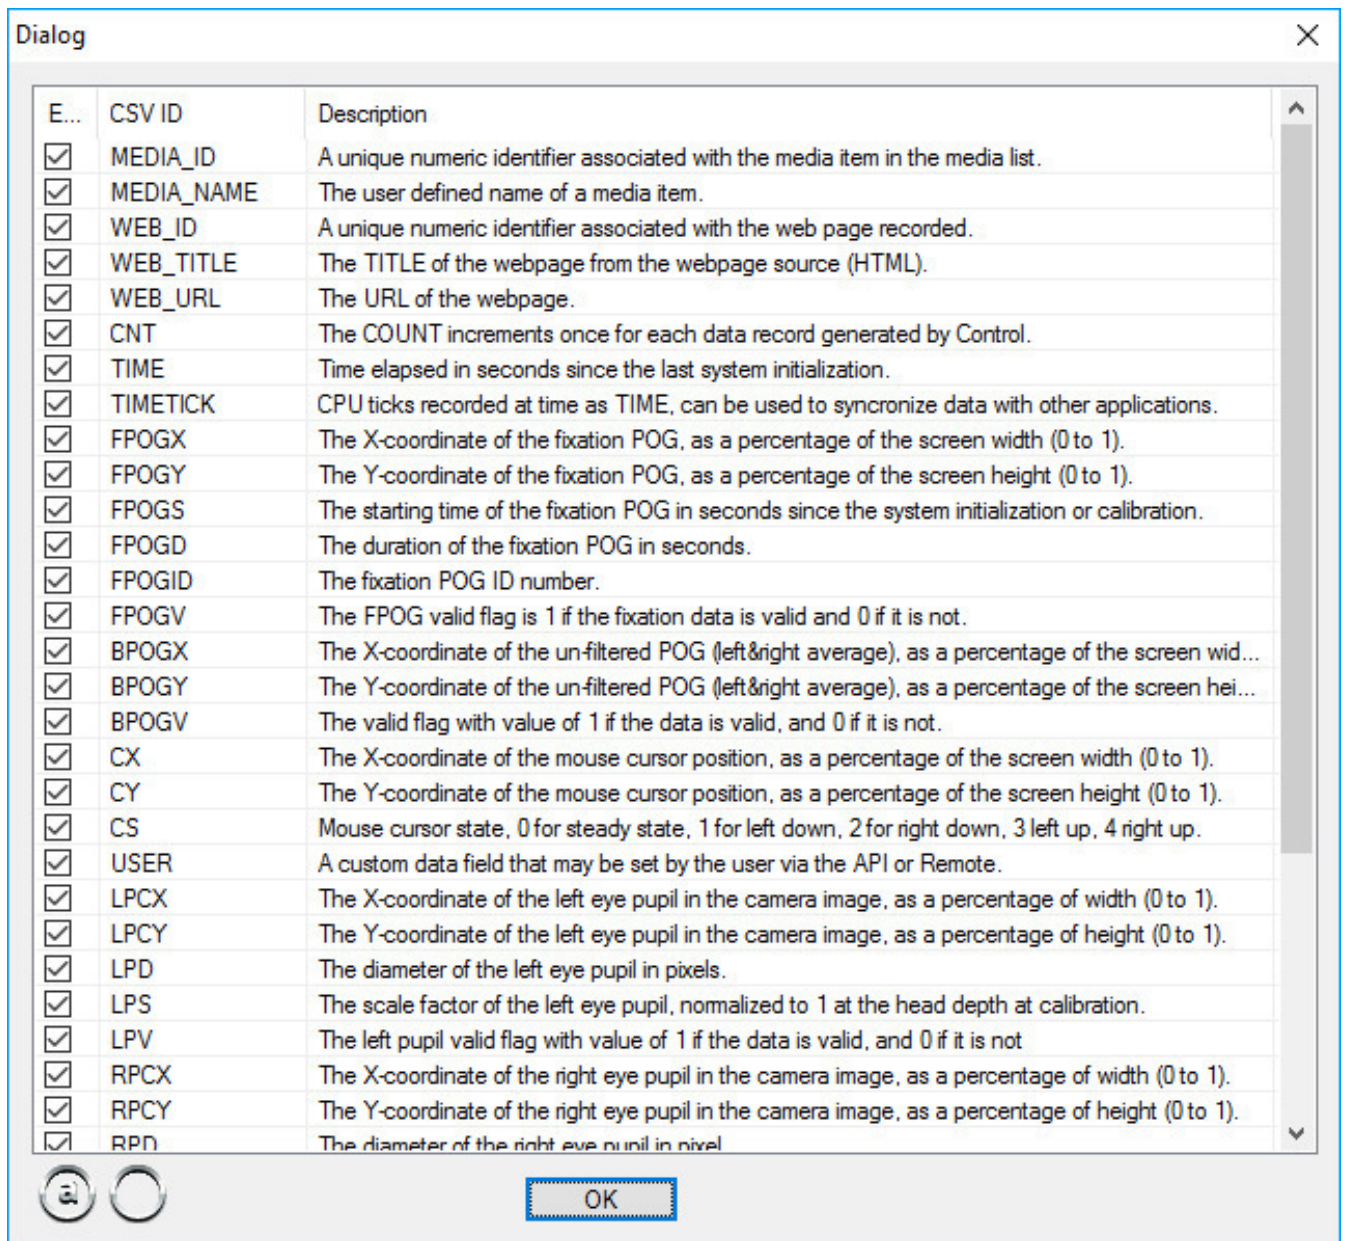 Dialog
E... CSV ID Description
MEDIA_ID A unique numeric identifier associated with the media item in the media list.
MEDIA_NAME The user defined name of a media item.
WEB_ID A unique numeric identifier associated with the web page recorded.
WEB_TITLE The TITLE of the webpage from the webpage source (HTML).
WEB_URL The URL of the webpage.
CNT The COUNT increments once for each data record generated by Control.
TIME Time elapsed in seconds since the last system initialization.
TIMETICK CPU ticks recorded at time as TIME, can be used to syncronize data with other applications.
FPOGX The X-coordinate of the fixation POG, as a percentage of the screen width (0 to 1).
FPOGY The Y-coordinate of the fixation POG, as a percentage of the screen height (0 to 1).
FPOGS The starting time of the fixation POG in seconds since the system initialization or calibration.
FPOGD The duration of the fixation POG in seconds.
FPOGID The fixation POG ID number.
FPOGV The FPOG valid flag is 1 if the fixation data is valid and 0 if it is not.
BPOGX The X-coordinate of the un-filtered POG (left&right average), as a percentage of the screen wid...
BPOGY The Y-coordinate of the un-filtered POG (left&right average), as a percentage of the screen hei...
BPOGV The valid flag with value of 1 if the data is valid, and 0 if it is not.
CX The X-coordinate of the mouse cursor position, as a percentage of the screen width (0 to 1).
CY The Y-coordinate of the mouse cursor position, as a percentage of the screen height (0 to 1).
CS Mouse cursor state, 0 for steady state, 1 for left down, 2 for right down, 3 left up, 4 right up.
USER A custom data field that may be set by the user via the API or Remote.
LPCX The X-coordinate of the left eye pupil in the camera image, as a percentage of width (0 to 1).
LPCY The Y-coordinate of the left eye pupil in the camera image, as a percentage of height (0 to 1).
LPD The diameter of the left eye pupil in pixels.
LPS The scale factor of the left eye pupil, normalized to 1 at the head depth at calibration.
LPV The left pupil valid flag with value of 1 if the data is valid, and 0 if it is not
RPCX The X-coordinate of the right eye pupil in the camera image, as a percentage of width (0 to 1).
RPCY The Y-coordinate of the right eye pupil in the camera image, as a percentage of height (0 to 1).
RPD The diameter of the right eye pupil in pixel
a
OK